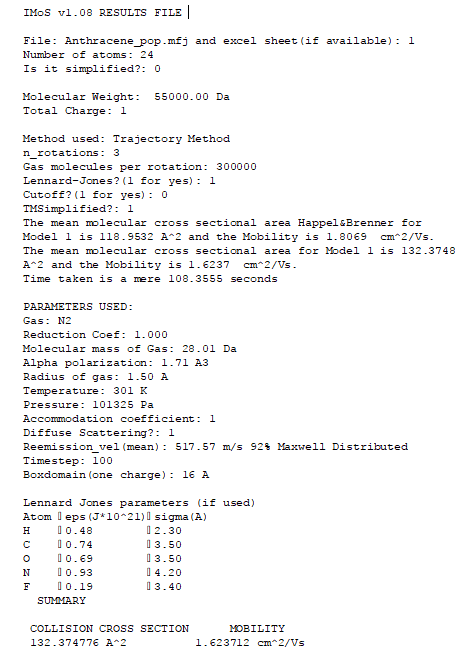 IMoS v1.08 RESULTS FILE
File: Anthracene_pop.mfj and excel sheet(if available): 1
Number of atoms: 24
Is it simplified?: 0
Molecular Weight:  55000.00 Da
Total Charge: 1
Method used: Trajectory Method
n_rotations: 3
Gas molecules per rotation: 300000
Lennard-Jones?(1 for yes): 1
Cutoff?(1 for yes): 0
TMSimplified?: 1
The mean molecular cross sectional area Happel&Brenner for
Model 1 is 118.9532 A^2 and the Mobility is 1.8069  cm^2/Vs.
The mean molecular cross sectional area for Model 1 is 132.3748
A^2 and the Mobility is 1.6237  cm^2/Vs.
Time taken is a mere 108.3555 seconds
PARAMETERS USED:
Gas: N2
Reduction Coef: 1.000
Molecular mass of Gas: 28.01 Da
Alpha polarization: 1.71 A3
Radius of gas: 1.50 A
Temperature: 301 K
Pressure: 101325 Pa
Accommodation coefficient: 1
Diffuse Scattering?: 1
Reemission_vel(mean): 517.57 m/s 92% Maxwell Distributed
Timestep: 100
Boxdomain(one charge): 16 A
Lennard Jones parameters (if used)
Atom eps(J*10^21) sigma(A)
H 0.48 2.30
C 0.74 3.50
O 0.69 3.50
N 0.93 4.20
F 0.19 3.40
SUMMARY
COLLISION CROSS SECTION MOBILITY
132.374776 A^2 1.623712 cm^2/Vs